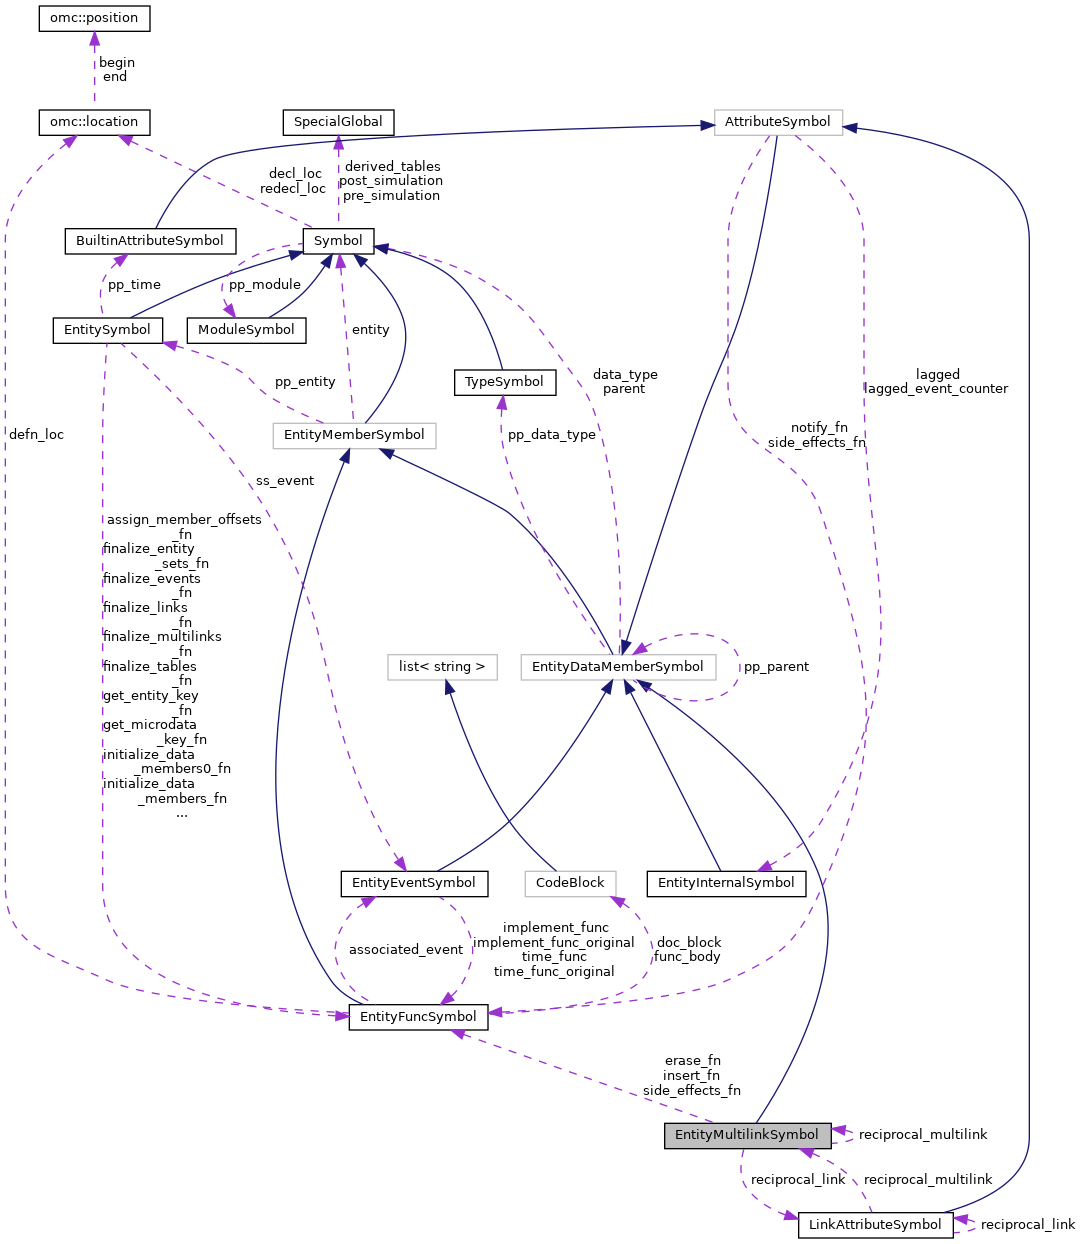 omc::position
begin
end
omc::location
SpecialGlobal
AttributeSymbol
decl_loc
redecl_loc
derived_tables
post_simulation
pre_simulation
BuiltinAttributeSymbol
Symbol
pp_time
pp_module
EntitySymbol
ModuleSymbol
entity
TypeSymbol
pp_entity
data_type
parent
lagged
lagged_event_counter
defn_loc
EntityMemberSymbol
pp_data_type
notify_fn
side_effects_fn
ss_event
assign_member_offsets
_fn
finalize_entity
_sets_fn
finalize_events
_fn
finalize_links
_fn
finalize_multilinks
_fn
finalize_tables
_fn
get_entity_key
_fn
get_microdata
_key_fn
initialize_data
_members0_fn
initialize_data
_members_fn
...
list< string >
EntityDataMemberSymbol
pp_parent
EntityEventSymbol
CodeBlock
EntityInternalSymbol
associated_event
implement_func
implement_func_original
time_func
time_func_original
doc_block
func_body
EntityFuncSymbol
erase_fn
insert_fn
side_effects_fn
EntityMultilinkSymbol
reciprocal_multilink
reciprocal_link
reciprocal_multilink
LinkAttributeSymbol
reciprocal_link